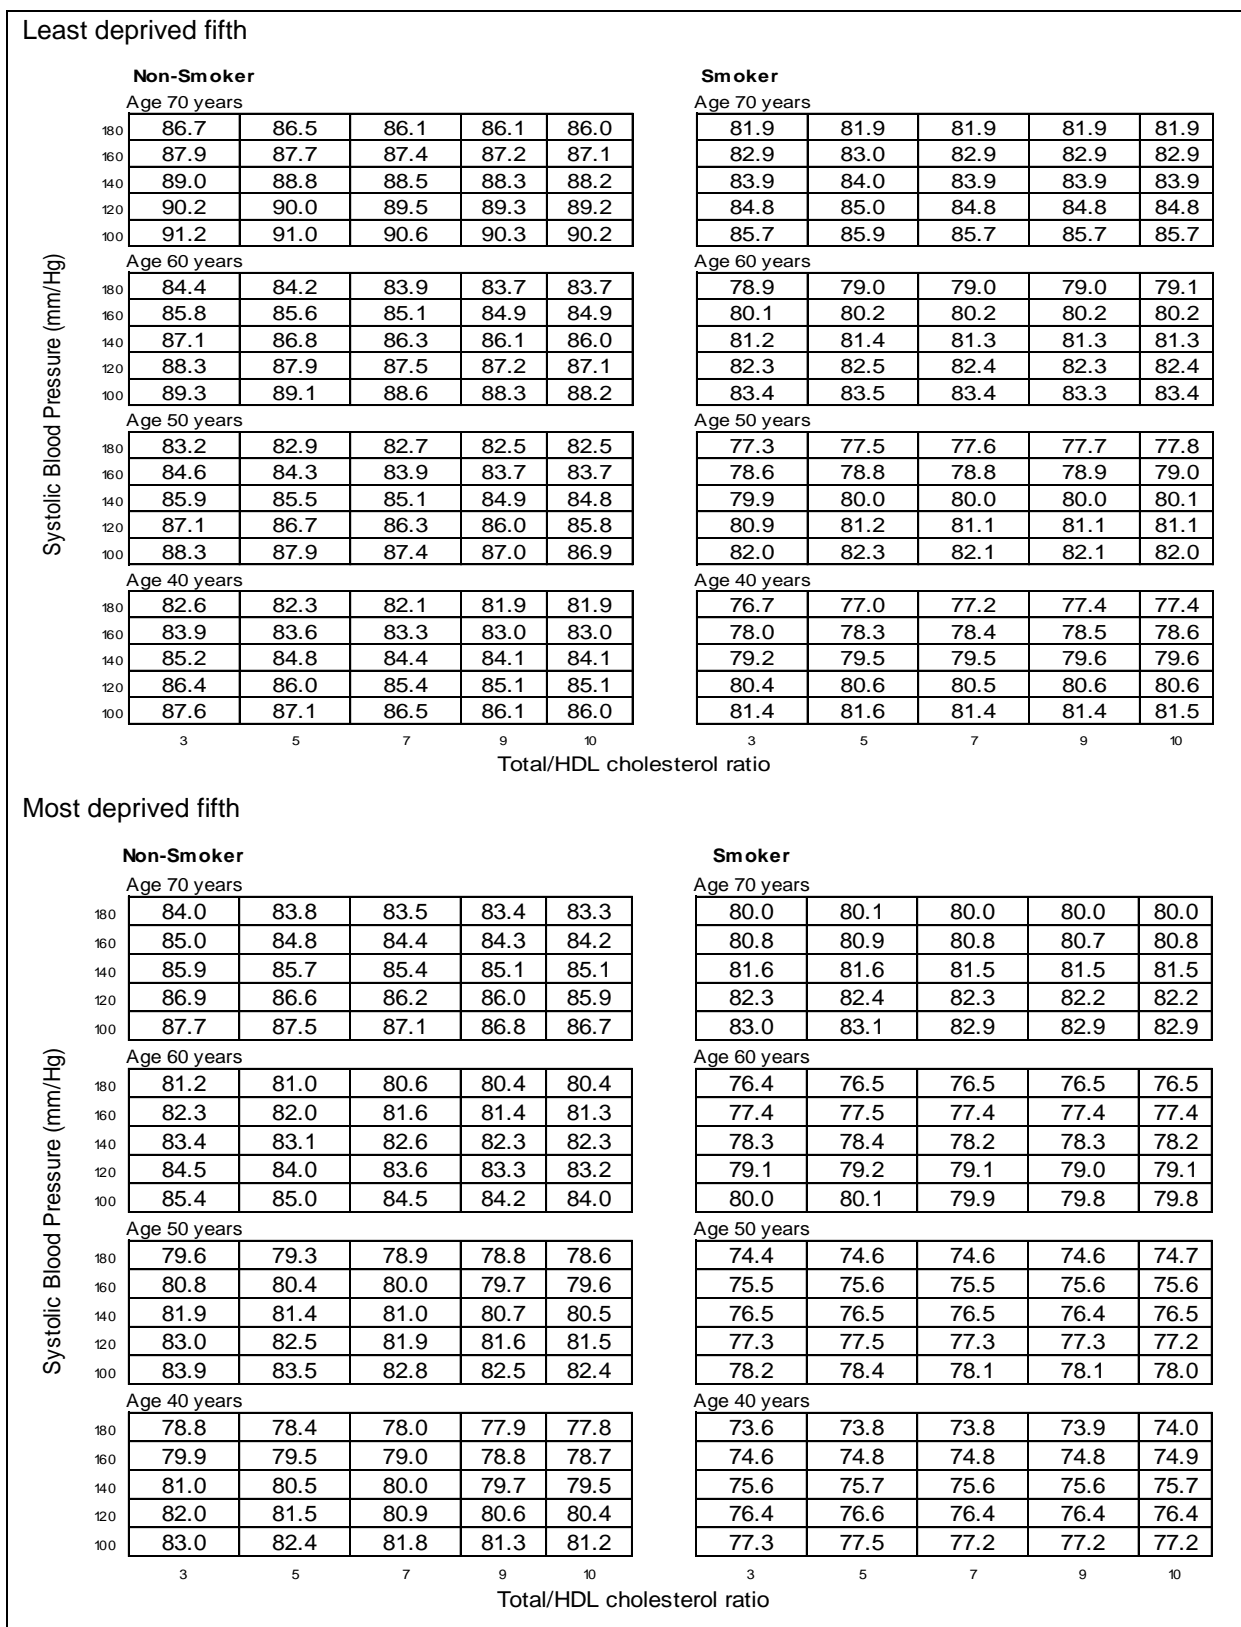 Least deprived fifth
Non-Smoker Smoker
Age 70 years Age 70 years
180 86.7 86.5 86.1 86.1 86.0 81.9 81.9 81.9 81.9 81.9
160 87.9 87.7 87.4 87.2 87.1 82.9 83.0 82.9 82.9 82.9
140 89.0 88.8 88.5 88.3 88.2 83.9 84.0 83.9 83.9 83.9
120 90.2 90.0 89.5 89.3 89.2 84.8 85.0 84.8 84.8 84.8
100 91.2 91.0 90.6 90.3 90.2 85.7 85.9 85.7 85.7 85.7
Age 60 years Age 60 years
180 84.4 84.2 83.9 83.7 83.7 78.9 79.0 79.0 79.0 79.1
160 85.8 85.6 85.1 84.9 84.9 80.1 80.2 80.2 80.2 80.2
140 87.1 86.8 86.3 86.1 86.0 81.2 81.4 81.3 81.3 81.3
120 88.3 87.9 87.5 87.2 87.1 82.3 82.5 82.4 82.3 82.4
100 89.3 89.1 88.6 88.3 88.2 83.4 83.5 83.4 83.3 83.4
Age 50 years Age 50 years
180 83.2 82.9 82.7 82.5 82.5 77.3 77.5 77.6 77.7 77.8
160 84.6 84.3 83.9 83.7 83.7 78.6 78.8 78.8 78.9 79.0
140 85.9 85.5 85.1 84.9 84.8 79.9 80.0 80.0 80.0 80.1
120 87.1 86.7 86.3 86.0 85.8 80.9 81.2 81.1 81.1 81.1
100 88.3 87.9 87.4 87.0 86.9 82.0 82.3 82.1 82.1 82.0
Age 40 years Age 40 years
180 82.6 82.3 82.1 81.9 81.9 76.7 77.0 77.2 77.4 77.4
160 83.9 83.6 83.3 83.0 83.0 78.0 78.3 78.4 78.5 78.6
140 85.2 84.8 84.4 84.1 84.1 79.2 79.5 79.5 79.6 79.6
120 86.4 86.0 85.4 85.1 85.1 80.4 80.6 80.5 80.6 80.6
100 87.6 87.1 86.5 86.1 86.0 81.4 81.6 81.4 81.4 81.5
3 5 7 9 10 3 5 7 9 10
Systolic Blood Pressure (mm/Hg)
Total/HDL cholesterol ratio
Most deprived fifth
Non-Smoker Smoker
Age 70 years Age 70 years
180 84.0 83.8 83.5 83.4 83.3 80.0 80.1 80.0 80.0 80.0
160 85.0 84.8 84.4 84.3 84.2 80.8 80.9 80.8 80.7 80.8
140 85.9 85.7 85.4 85.1 85.1 81.6 81.6 81.5 81.5 81.5
120 86.9 86.6 86.2 86.0 85.9 82.3 82.4 82.3 82.2 82.2
100 87.7 87.5 87.1 86.8 86.7 83.0 83.1 82.9 82.9 82.9
Age 60 years Age 60 years
180 81.2 81.0 80.6 80.4 80.4 76.4 76.5 76.5 76.5 76.5
160 82.3 82.0 81.6 81.4 81.3 77.4 77.5 77.4 77.4 77.4
140 83.4 83.1 82.6 82.3 82.3 78.3 78.4 78.2 78.3 78.2
120 84.5 84.0 83.6 83.3 83.2 79.1 79.2 79.1 79.0 79.1
100 85.4 85.0 84.5 84.2 84.0 80.0 80.1 79.9 79.8 79.8
Age 50 years Age 50 years
180 79.6 79.3 78.9 78.8 78.6 74.4 74.6 74.6 74.6 74.7
160 80.8 80.4 80.0 79.7 79.6 75.5 75.6 75.5 75.6 75.6
140 81.9 81.4 81.0 80.7 80.5 76.5 76.5 76.5 76.4 76.5
120 83.0 82.5 81.9 81.6 81.5 77.3 77.5 77.3 77.3 77.2
100 83.9 83.5 82.8 82.5 82.4 78.2 78.4 78.1 78.1 78.0
Age 40 years Age 40 years
180 78.8 78.4 78.0 77.9 77.8 73.6 73.8 73.8 73.9 74.0
160 79.9 79.5 79.0 78.8 78.7 74.6 74.8 74.8 74.8 74.9
140 81.0 80.5 80.0 79.7 79.5 75.6 75.7 75.6 75.6 75.7
120 82.0 81.5 80.9 80.6 80.4 76.4 76.6 76.4 76.4 76.4
100 83.0 82.4 81.8 81.3 81.2 77.3 77.5 77.2 77.2 77.2
3 5 7 9 10 3 5 7 9 10
Systolic Blood Pressure (mm/Hg)
Total/HDL cholesterol ratio